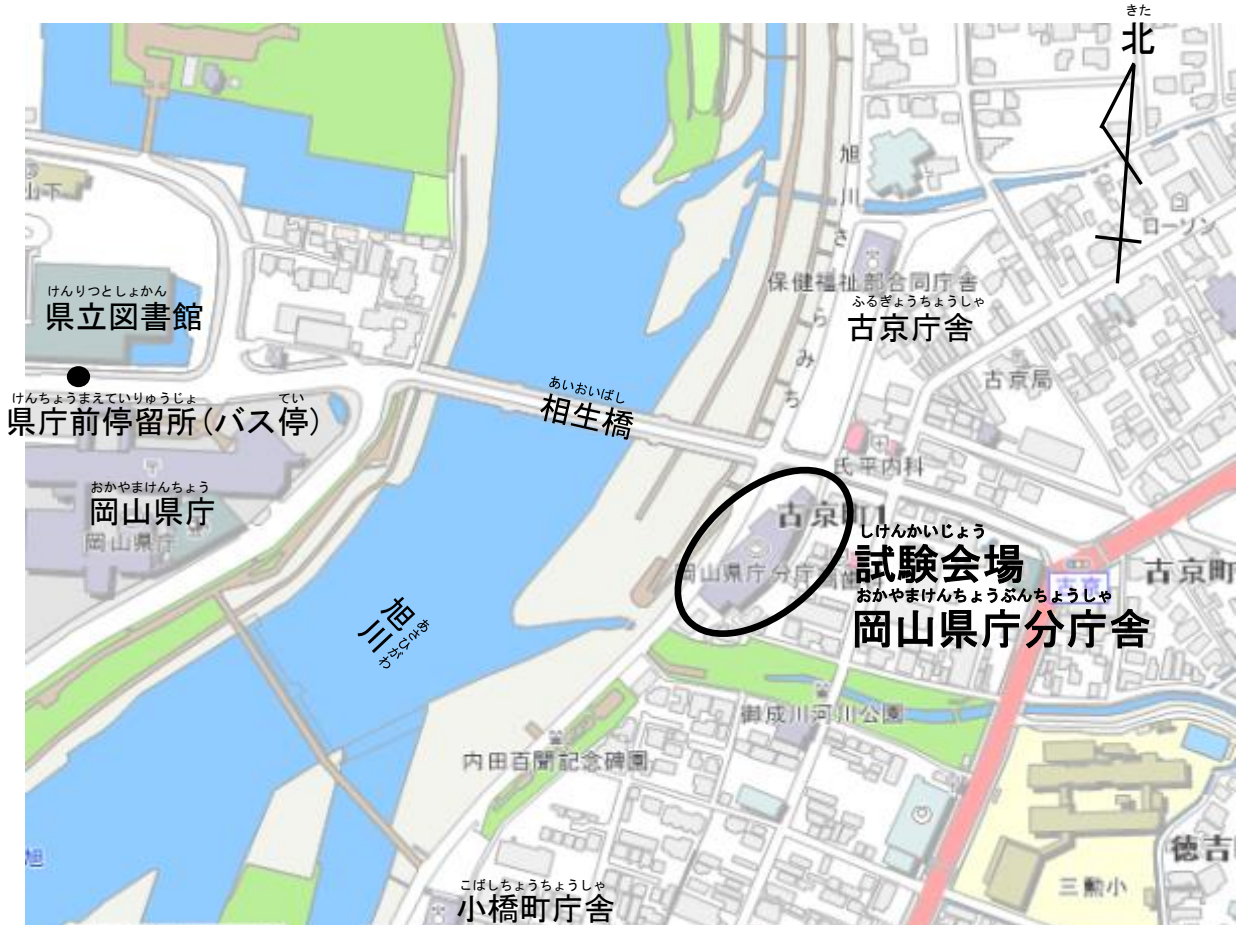 きた
北
山下
旭川さくらみち
ローソン
保健福祉部合同庁舎
ふるぎょうちょうしゃ
古京庁舎
けんりつとしょかん
県立図書館
古京局
けんちょうまえていりゅうじょ(バスてい)
県庁前停留所(バス停)
あいおいばし
相生橋
氏平内科
おかやまけんちょう
岡山県庁
岡山県庁
古京町1
しけんかいじょう
試験会場
岡山県庁分庁
おかやまけんちょうぶんちょうしゃ
岡山県庁分庁舎
古京
古京町
あさひがわ
旭川
御成川河川公園
内田百閒記念碑園
徳吉
旭
三勲小
こばしちょうちょうしゃ
小橋町庁舎